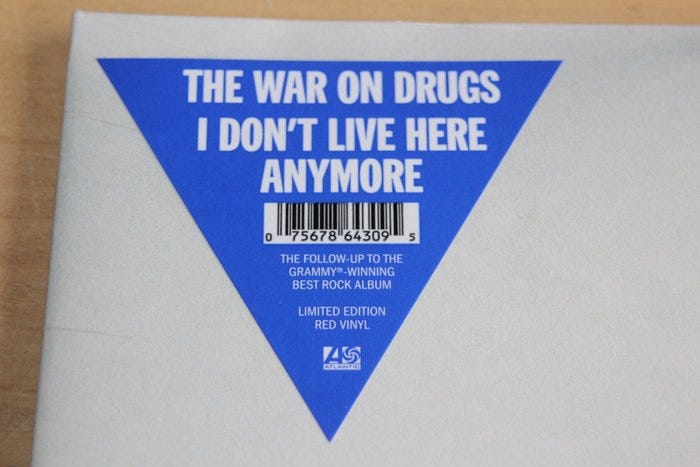 THE WAR ON DRUGS
I DON'T LIVE HERE
ANYMORE
0 75678 64309 5
THE FOLLOW-UP TO THE
GRAMMY®-WINNING
BEST ROCK ALBUM
LIMITED EDITION
RED VINYL
ATLANTIC